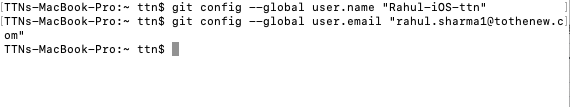 [TTNs-MacBook-Pro:~ ttn$ git config --global user.name "Rahul-iOS-ttn"]
[TTNs-MacBook-Pro:~ ttn$ git config --global user.email "rahul.sharma1@tothenew.c]
om"
TTNs-MacBook-Pro:~ ttn$